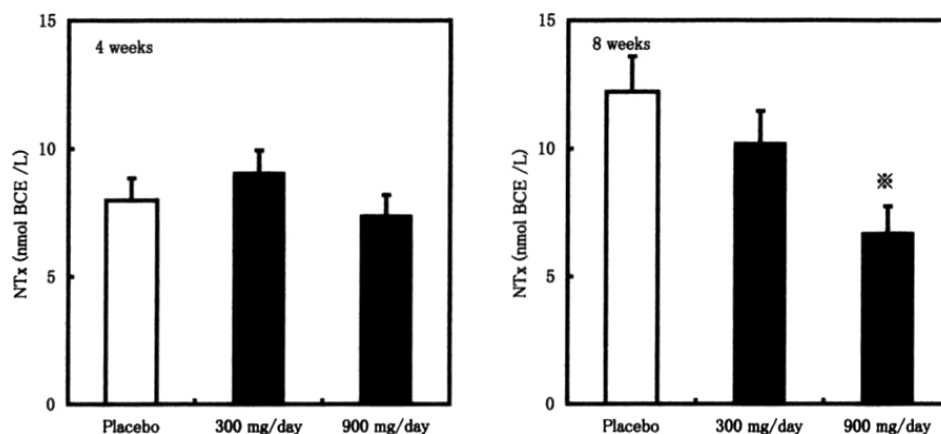 15
4 weeks
10
5
0
NTx (nmol BCE /L)
Placebo 300 mg/day 900 mg/day
15
8 weeks
10
※
5
0
NTx (nmol BCE /L)
Placebo 300 mg/day 900 mg/day